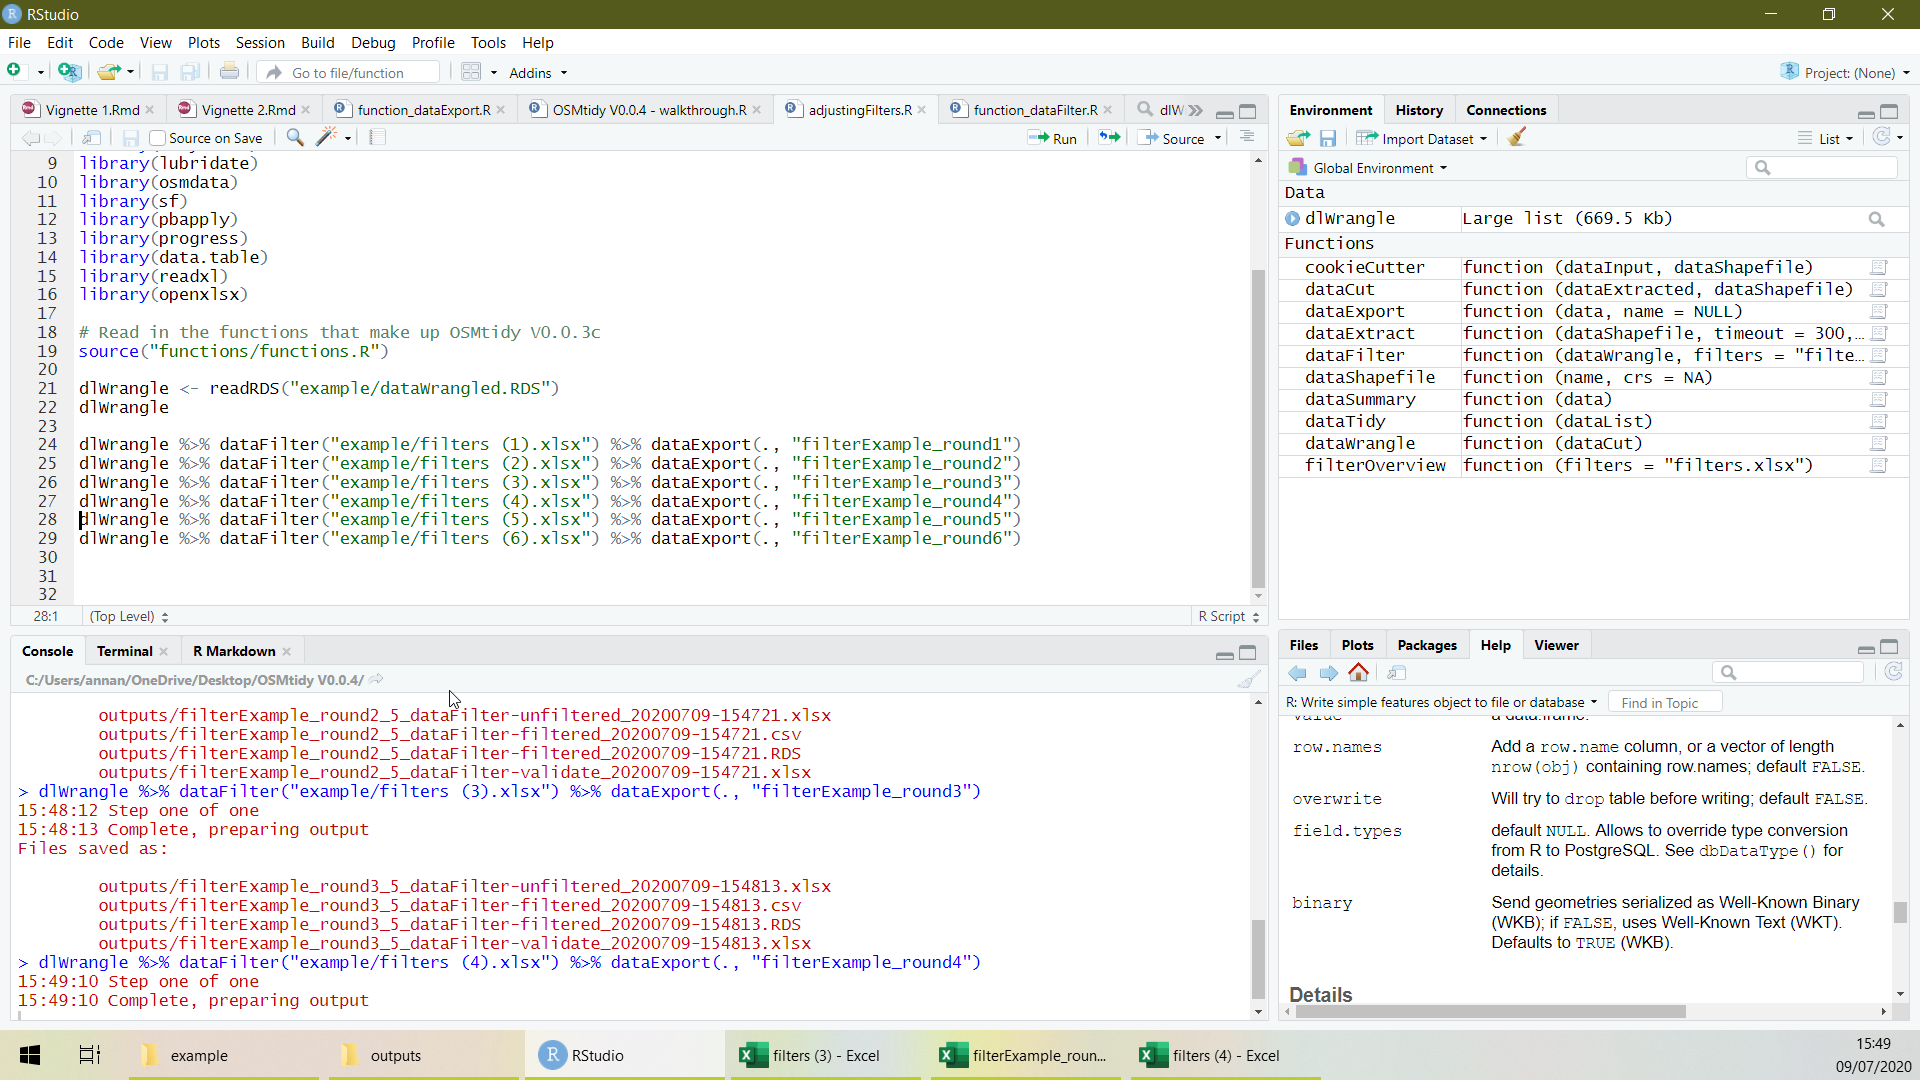 RStudio
File Edit Code View Plots Session Build Debug Profile Tools Help
Go to file/function Addins Project: (None)
Vignette 1.Rmd Vignette 2.Rmd function_dataExport.R OSMtidy V0.0.4 - walkthrough.R adjustingFilters.R function_dataFilter.R dlW
Source on Save Run Source
9 library(lubridate)
10 library(osmdata)
11 library(sf)
12 library(pbapply)
13 library(progress)
14 library(data.table)
15 library(readxl)
16 library(openxlsx)
17
18 # Read in the functions that make up OSMtidy V0.0.3c
19 source("functions/functions.R")
20
21 dlWrangle <- readRDS("example/dataWrangled.RDS")
22 dlWrangle
23
24 dlWrangle %>% dataFilter("example/filters (1).xlsx") %>% dataExport(., "filterExample_round1")
25 dlWrangle %>% dataFilter("example/filters (2).xlsx") %>% dataExport(., "filterExample_round2")
26 dlWrangle %>% dataFilter("example/filters (3).xlsx") %>% dataExport(., "filterExample_round3")
27 dlWrangle %>% dataFilter("example/filters (4).xlsx") %>% dataExport(., "filterExample_round4")
28 dlWrangle %>% dataFilter("example/filters (5).xlsx") %>% dataExport(., "filterExample_round5")
29 dlWrangle %>% dataFilter("example/filters (6).xlsx") %>% dataExport(., "filterExample_round6")
30
31
32
28:1 (Top Level) R Script
Console Terminal R Markdown
C:/Users/annan/OneDrive/Desktop/OSMtidy V0.0.4/
outputs/filterExample_round2_5_dataFilter-unfiltered_20200709-154721.xlsx
outputs/filterExample_round2_5_dataFilter-filtered_20200709-154721.csv
outputs/filterExample_round2_5_dataFilter-filtered_20200709-154721.RDS
outputs/filterExample_round2_5_dataFilter-validate_20200709-154721.xlsx
> dlWrangle %>% dataFilter("example/filters (3).xlsx") %>% dataExport(., "filterExample_round3")
15:48:12 Step one of one
15:48:13 Complete, preparing output
Files saved as:
outputs/filterExample_round3_5_dataFilter-unfiltered_20200709-154813.xlsx
outputs/filterExample_round3_5_dataFilter-filtered_20200709-154813.csv
outputs/filterExample_round3_5_dataFilter-filtered_20200709-154813.RDS
outputs/filterExample_round3_5_dataFilter-validate_20200709-154813.xlsx
> dlWrangle %>% dataFilter("example/filters (4).xlsx") %>% dataExport(., "filterExample_round4")
15:49:10 Step one of one
15:49:10 Complete, preparing output
Environment History Connections
Import Dataset List
Global Environment
Data
dlWrangle Large list (669.5 Kb)
Functions
cookieCutter function (dataInput, dataShapefile)
dataCut function (dataExtracted, dataShapefile)
dataExport function (data, name = NULL)
dataExtract function (dataShapefile, timeout = 300,…
dataFilter function (dataWrangle, filters = "filte…
dataShapefile function (name, crs = NA)
dataSummary function (data)
dataTidy function (dataList)
dataWrangle function (dataCut)
filterOverview function (filters = "filters.xlsx")
Files Plots Packages Help Viewer
R: Write simple features object to file or database Find in Topic
value a data.frame.
row.names Add a row.name column, or a vector of length
nrow(obj) containing row.names; default FALSE.
overwrite Will try to drop table before writing; default FALSE.
field.types default NULL. Allows to override type conversion
from R to PostgreSQL. See dbDataType() for
details.
binary Send geometries serialized as Well-Known Binary
(WKB); if FALSE, uses Well-Known Text (WKT).
Defaults to TRUE (WKB).
Details
example outputs RStudio filters (3) - Excel filterExample_roun... filters (4) - Excel
15:49
09/07/2020